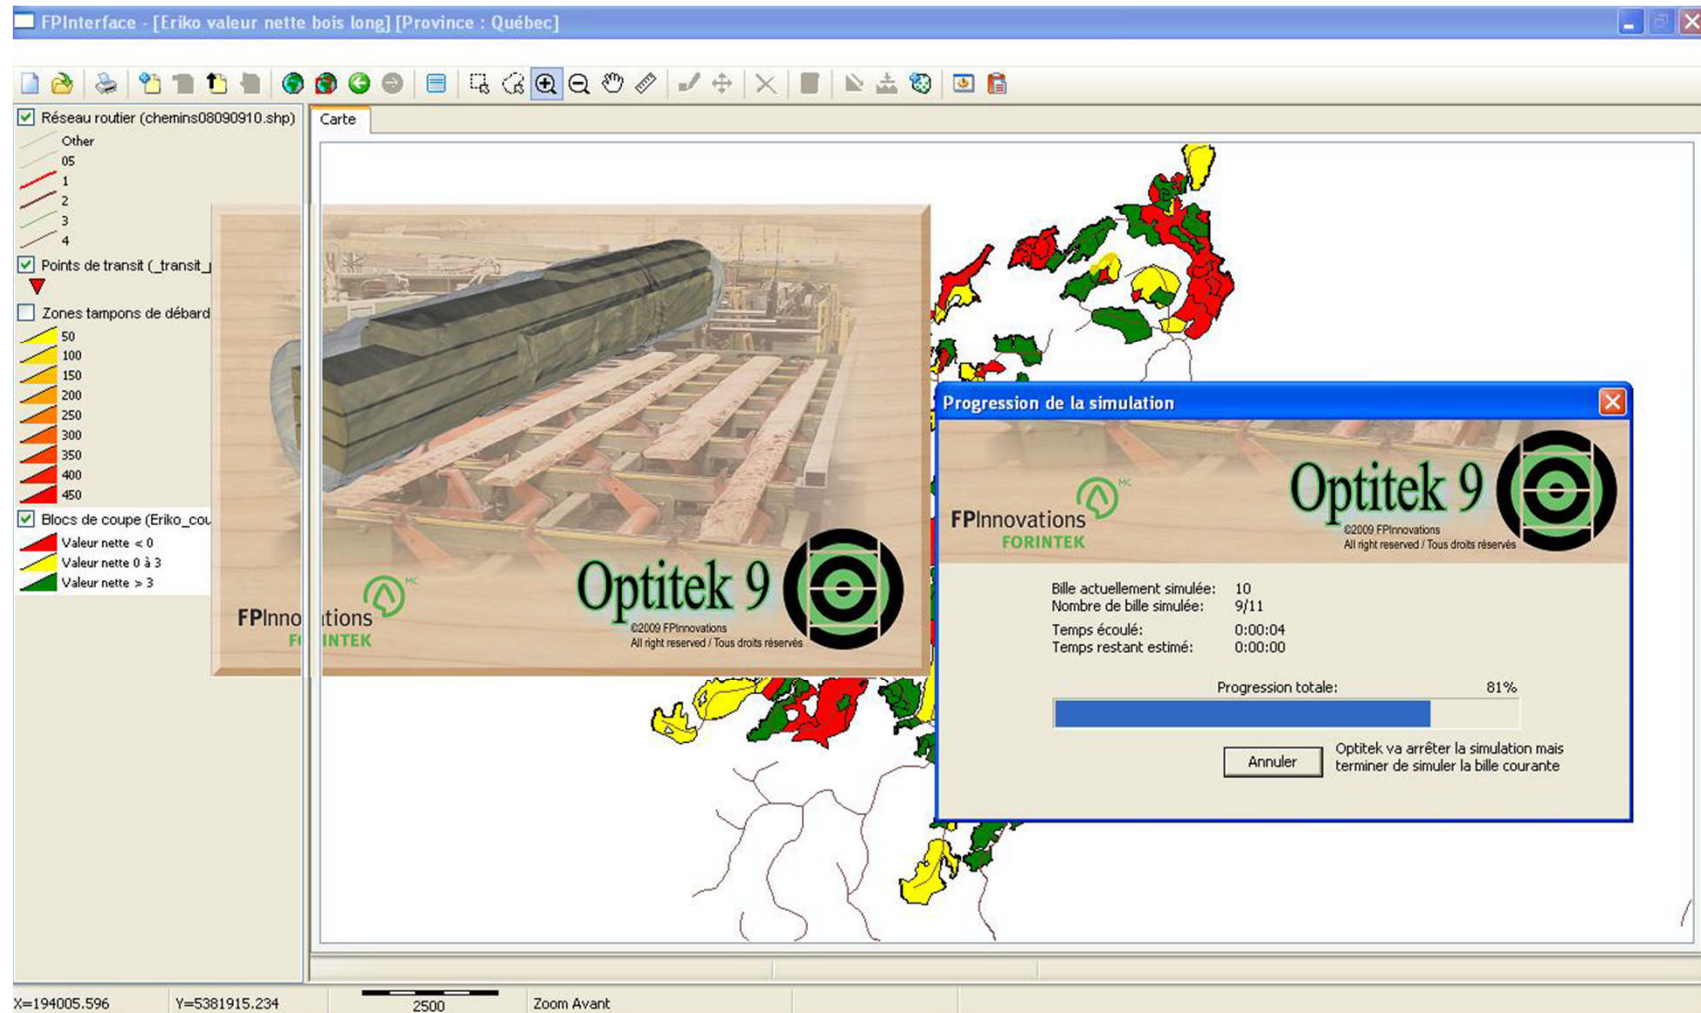 FPInterface - [Eriko valeur nette bois long] [Province : Québec]
Réseau routier (chemins08090910.shp)
Other
05
1
2
3
4
Points de transit (_transit_
Zones tampons de débard
50
100
150
200
250
300
350
400
450
Blocs de coupe (Eriko_cou
Valeur nette < 0
Valeur nette 0 à 3
Valeur nette > 3
Carte
FPInnovations MC
FORINTEK
Optitek 9
©2009 FPInnovations
All right reserved / Tous droits réservés
Progression de la simulation
FPInnovations MC
FORINTEK
Optitek 9
©2009 FPInnovations
All right reserved / Tous droits réservés
Bille actuellement simulée: 10
Nombre de bille simulée: 9/11
Temps écoulé: 0:00:04
Temps restant estimé: 0:00:00
Progression totale: 81%
Annuler
Optitek va arrêter la simulation mais
terminer de simuler la bille courante
X=194005.596 Y=5381915.234 2500 Zoom Avant